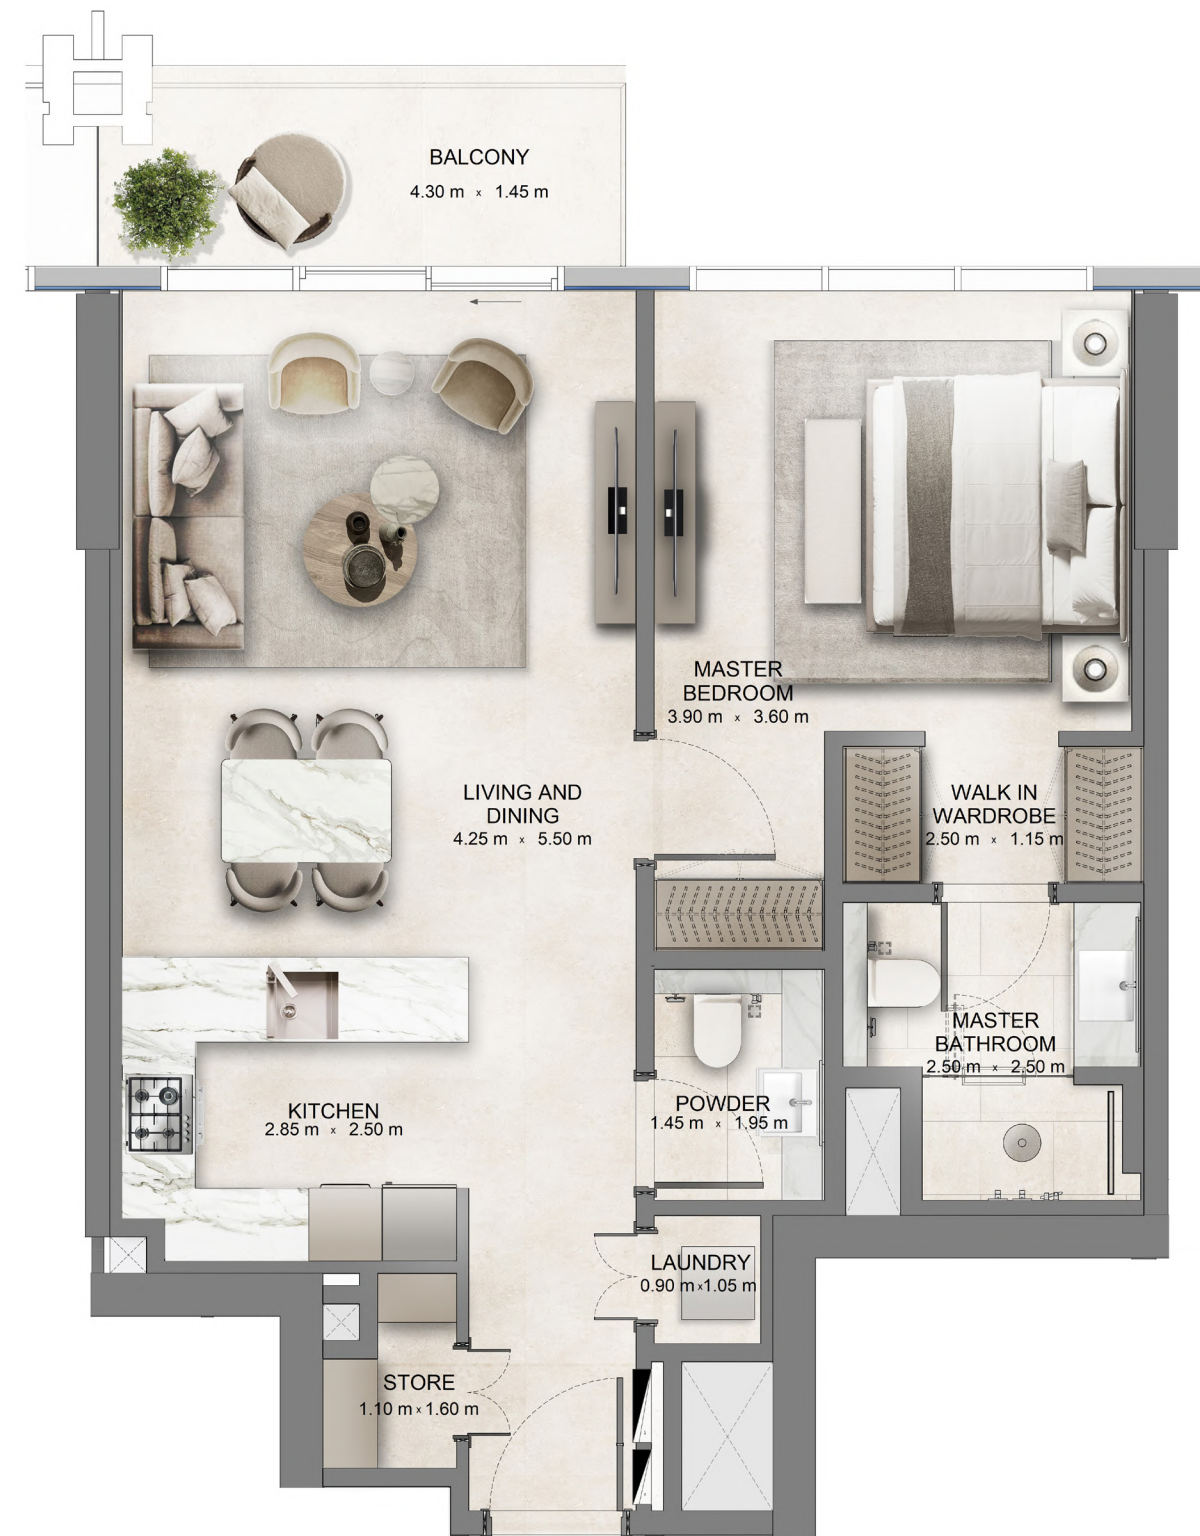 BALCONY
4.30 m x 1.45 m
MASTER
BEDROOM
3.90 m x 3.60 m
LIVING AND
DINING
4.25 m x 5.50 m
WALK IN
WARDROBE
2.50 m x 1.15 m
MASTER
BATHROOM
2.50 m x 2.50 m
KITCHEN
2.85 m x 2.50 m
POWDER
1.45 m x 1.95 m
LAUNDRY
0.90 m x 1.05 m
STORE
1.10 m x 1.60 m